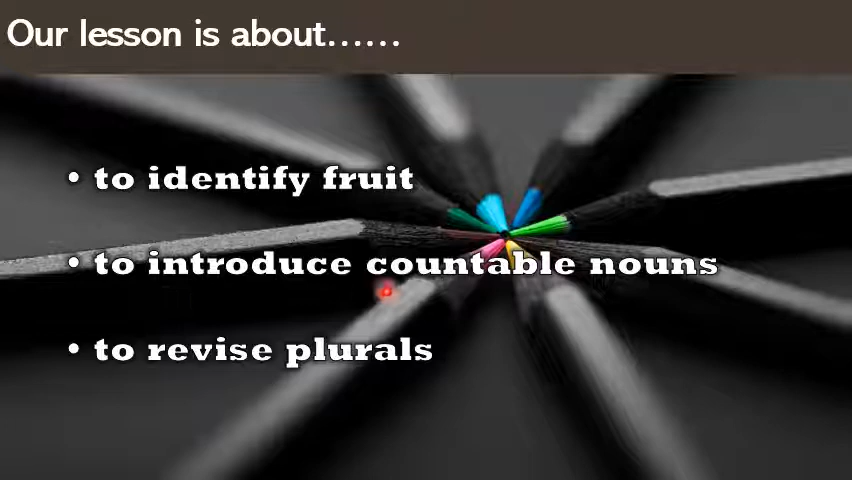 Our lesson is about......
• to identify fruit
• to introduce countable nouns
• to revise plurals